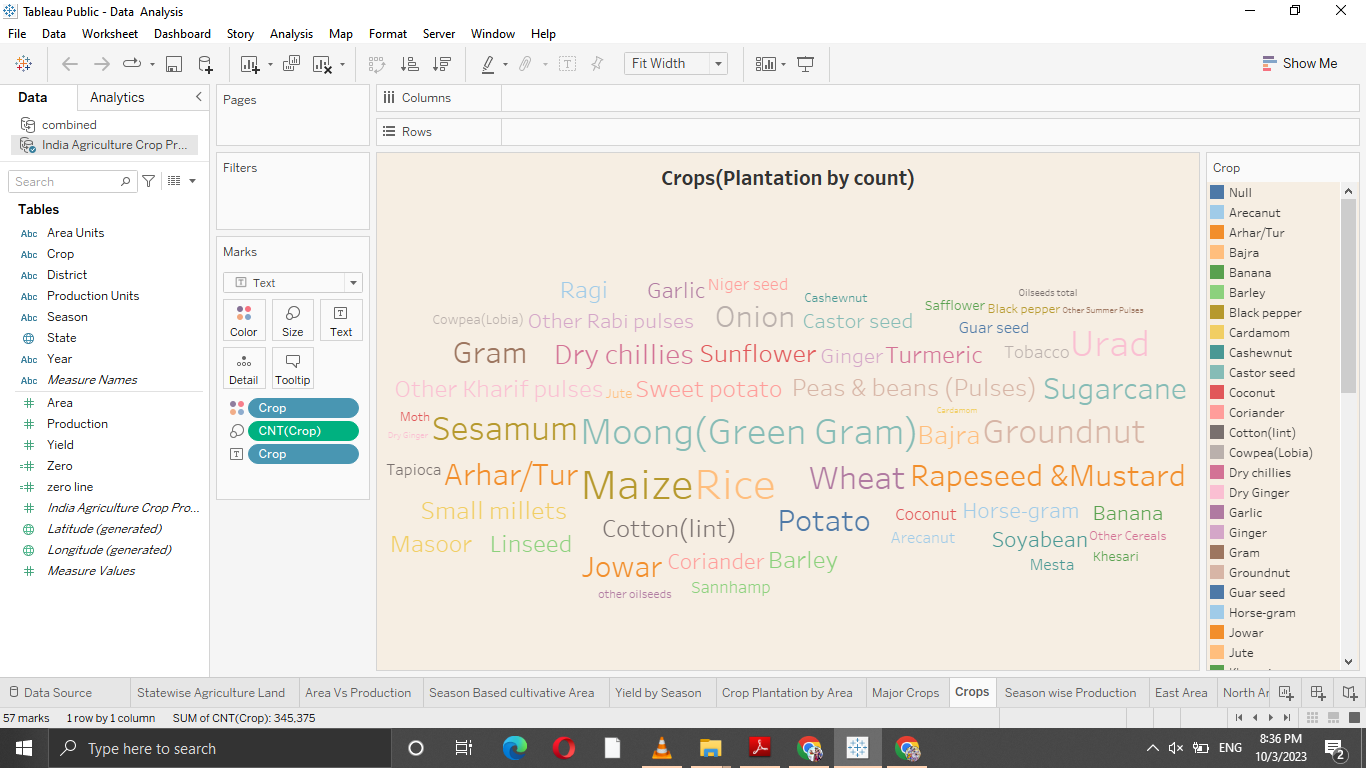 Tableau Public - Data  Analysis
File Data Worksheet Dashboard Story Analysis Map Format Server Window Help
Fit Width
Show Me
Data Analytics
Pages
Columns
combined
India Agriculture Crop Pr...
Rows
Search
Filters
Tables
Abc Area Units
Abc Crop
Abc District
Abc Production Units
Abc Season
State
Abc Year
Abc Measure Names
Area
Production
Yield
Zero
zero line
India Agriculture Crop Pro...
Latitude (generated)
Longitude (generated)
Measure Values
Marks
Text
Color Size Text
Detail Tooltip
Crop
CNT(Crop)
Crop
Crops(Plantation by count)
Ragi Garlic Niger seed Cashewnut Oilseeds total
Cowpea(Lobia) Other Rabi pulses Onion Castor seed Safflower Black pepper Other Summer Pulses
Guar seed
Gram Dry chillies Sunflower Ginger Turmeric Tobacco Urad
Other Kharif pulses Jute Sweet potato Peas & beans (Pulses) Sugarcane
Moth Cardamom
Dry Ginger Sesamum Moong(Green Gram) Bajra Groundnut
Tapioca Arhar/Tur Maize Rice Wheat Rapeseed &Mustard
Small millets Cotton(lint) Potato Coconut Horse-gram Banana
Masoor Linseed Arecanut Soyabean Other Cereals
Jowar Coriander Barley Mesta Khesari
other oilseeds Sannhamp
Crop
Null
Arecanut
Arhar/Tur
Bajra
Banana
Barley
Black pepper
Cardamom
Cashewnut
Castor seed
Coconut
Coriander
Cotton(lint)
Cowpea(Lobia)
Dry chillies
Dry Ginger
Garlic
Ginger
Gram
Groundnut
Guar seed
Horse-gram
Jowar
Jute
Data Source Statewise Agriculture Land Area Vs Production Season Based cultivative Area Yield by Season Crop Plantation by Area Major Crops Crops Season wise Production East Area North Ar
57 marks 1 row by 1 column SUM of CNT(Crop): 345,375
Type here to search
ENG
8:36 PM
10/3/2023
2